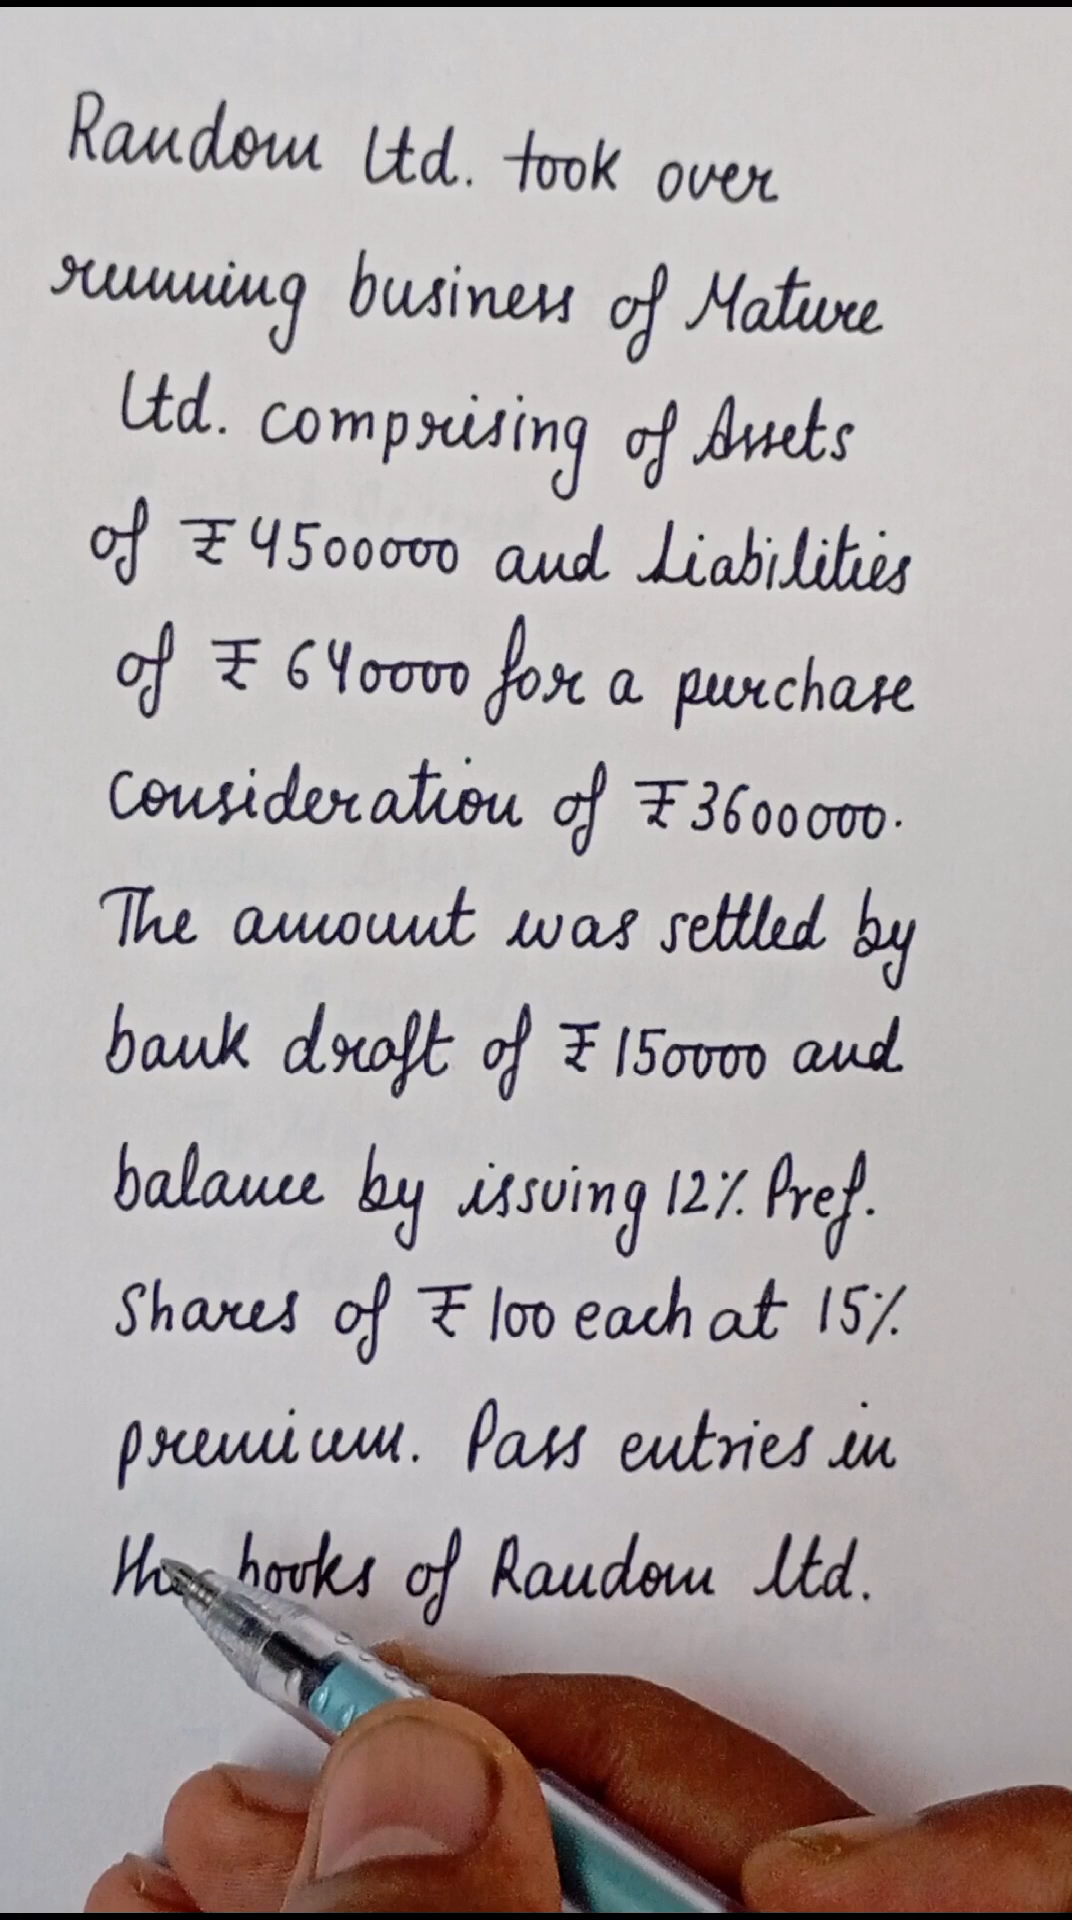 Random Ltd. took over
running business of Mature
Ltd. comprising of Assets
of ₹4500000 and Liabilities
of ₹640000 for a purchase
consideration of ₹3600000.
The amount was settled by
bank draft of ₹150000 and
balance by issuing 12% Pref.
Shares of ₹100 each at 15%
premium. Pass entries in
the books of Random Ltd.